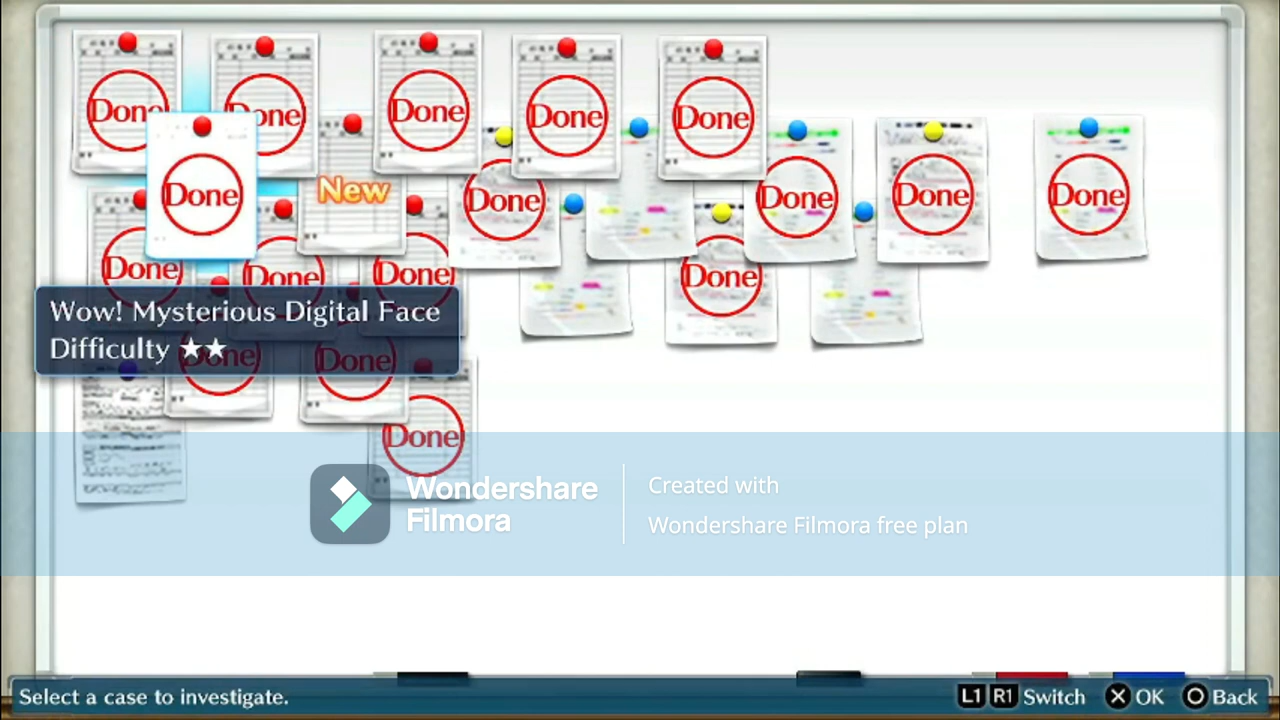 Done
Done
Done
Done
Done
Done
New
Done
Done
Done
Done
Done
Done
Done
Done
Wow! Mysterious Digital Face
Difficulty ★★
Done
Done
Done
Wondershare
Filmora
Created with
Wondershare Filmora free plan
Select a case to investigate.
L1 R1 Switch
OK
Back